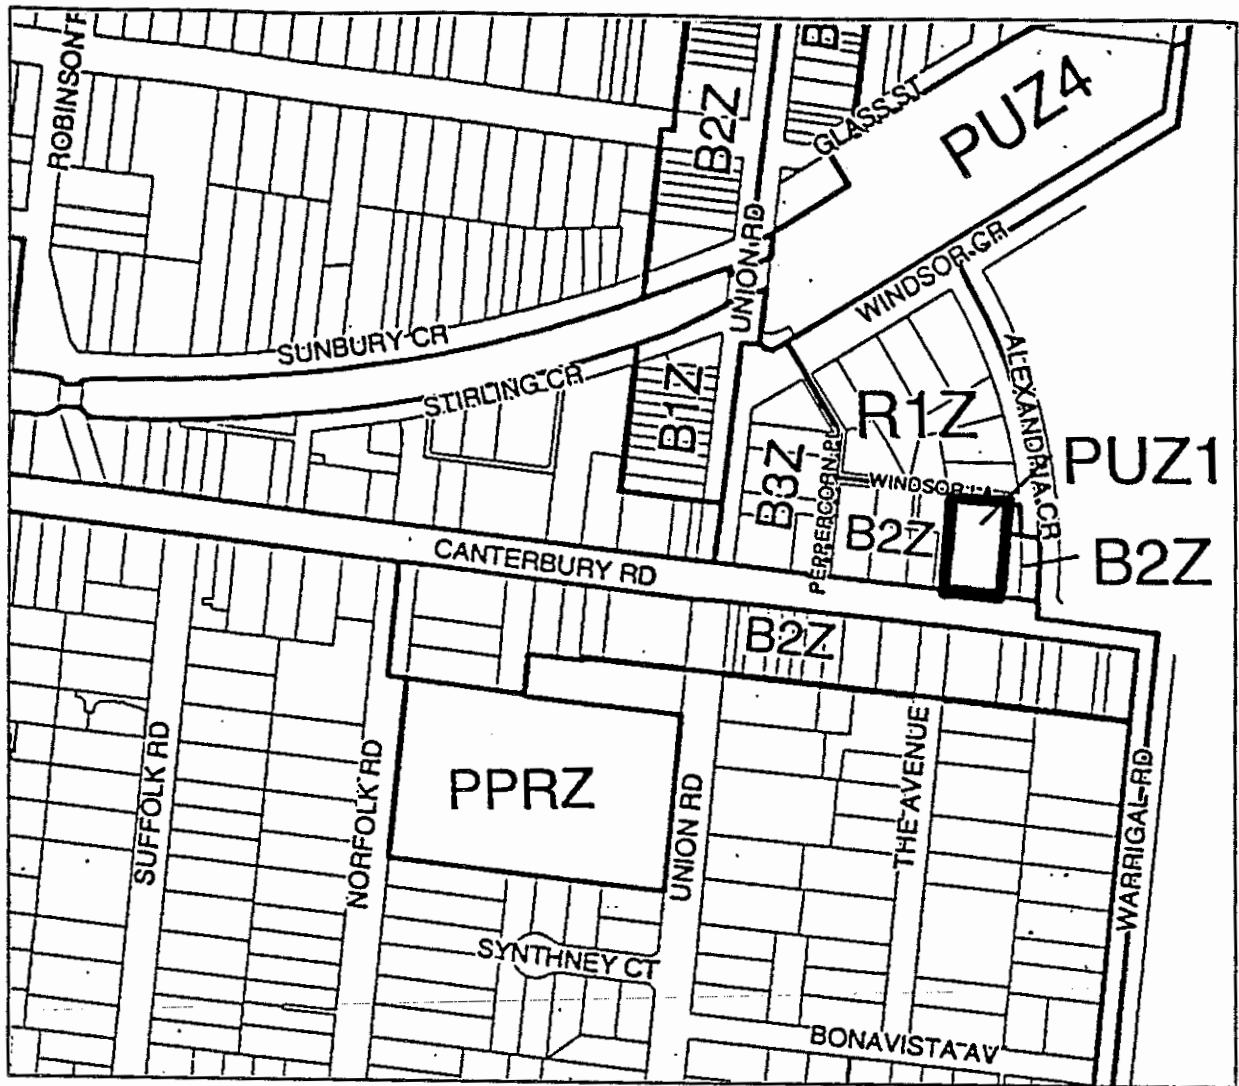 ROBINSON R
B2Z
B
GLASS ST
PUZ4
UNION RD
WINDSOR CR
SUNBURY CR
STIRLING CR
B1Z
ALEXANDRIA CR
R1Z
PUZ1
B3Z
PEPPERCORN PL
WINDSOR LA
B2Z
B2Z
CANTERBURY RD
B2Z
SUFFOLK RD
NORFOLK RD
PPRZ
UNION RD
THE AVENUE
WARRIGAL RD
SYNTHNEY CT
BONAVISTA AV